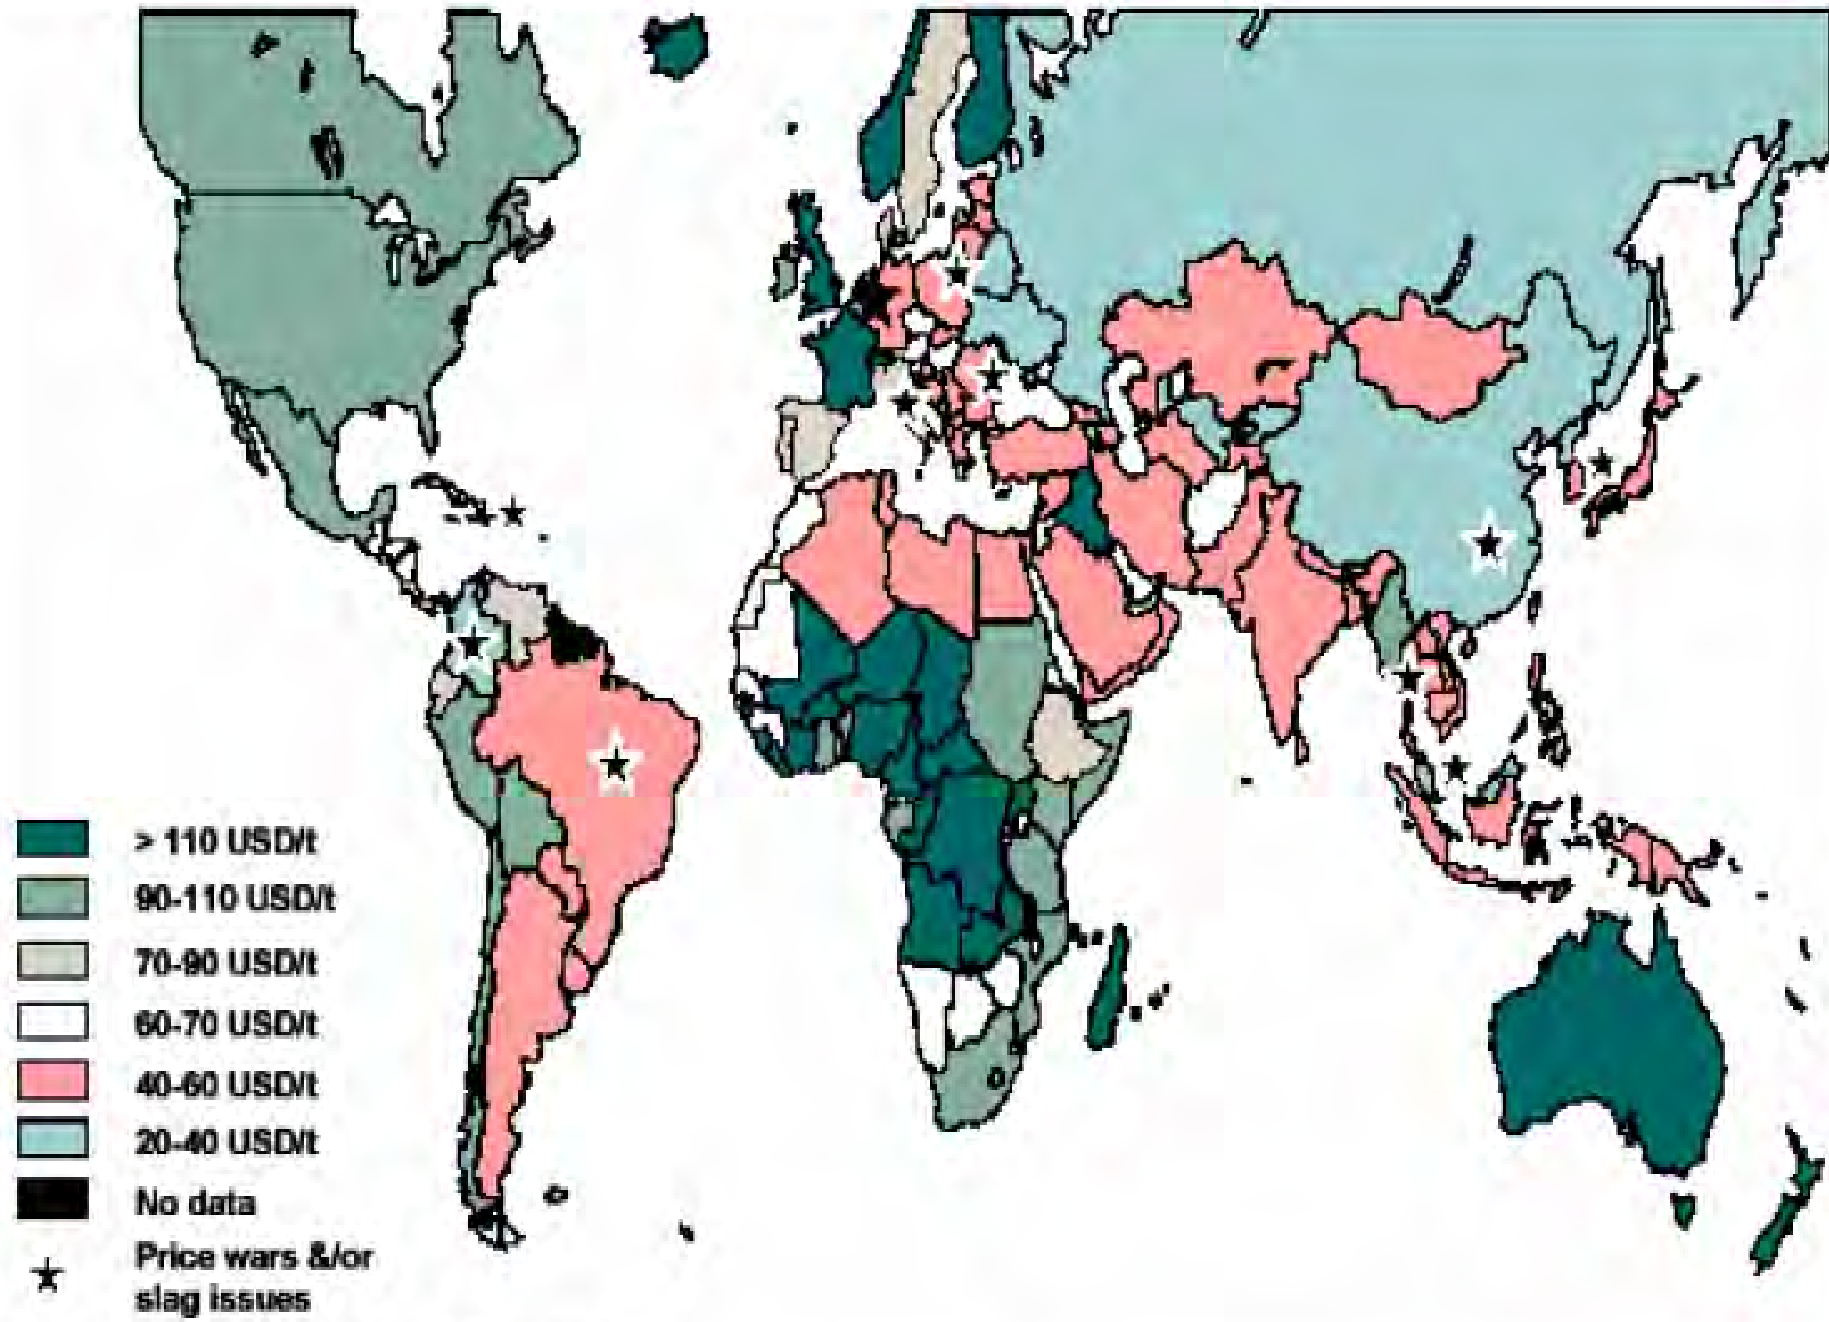 > 110 USD/t
90-110 USD/t
70-90 USD/t
60-70 USD/t
40-60 USD/t
20-40 USD/t
No data
Price wars &/or
slag issues